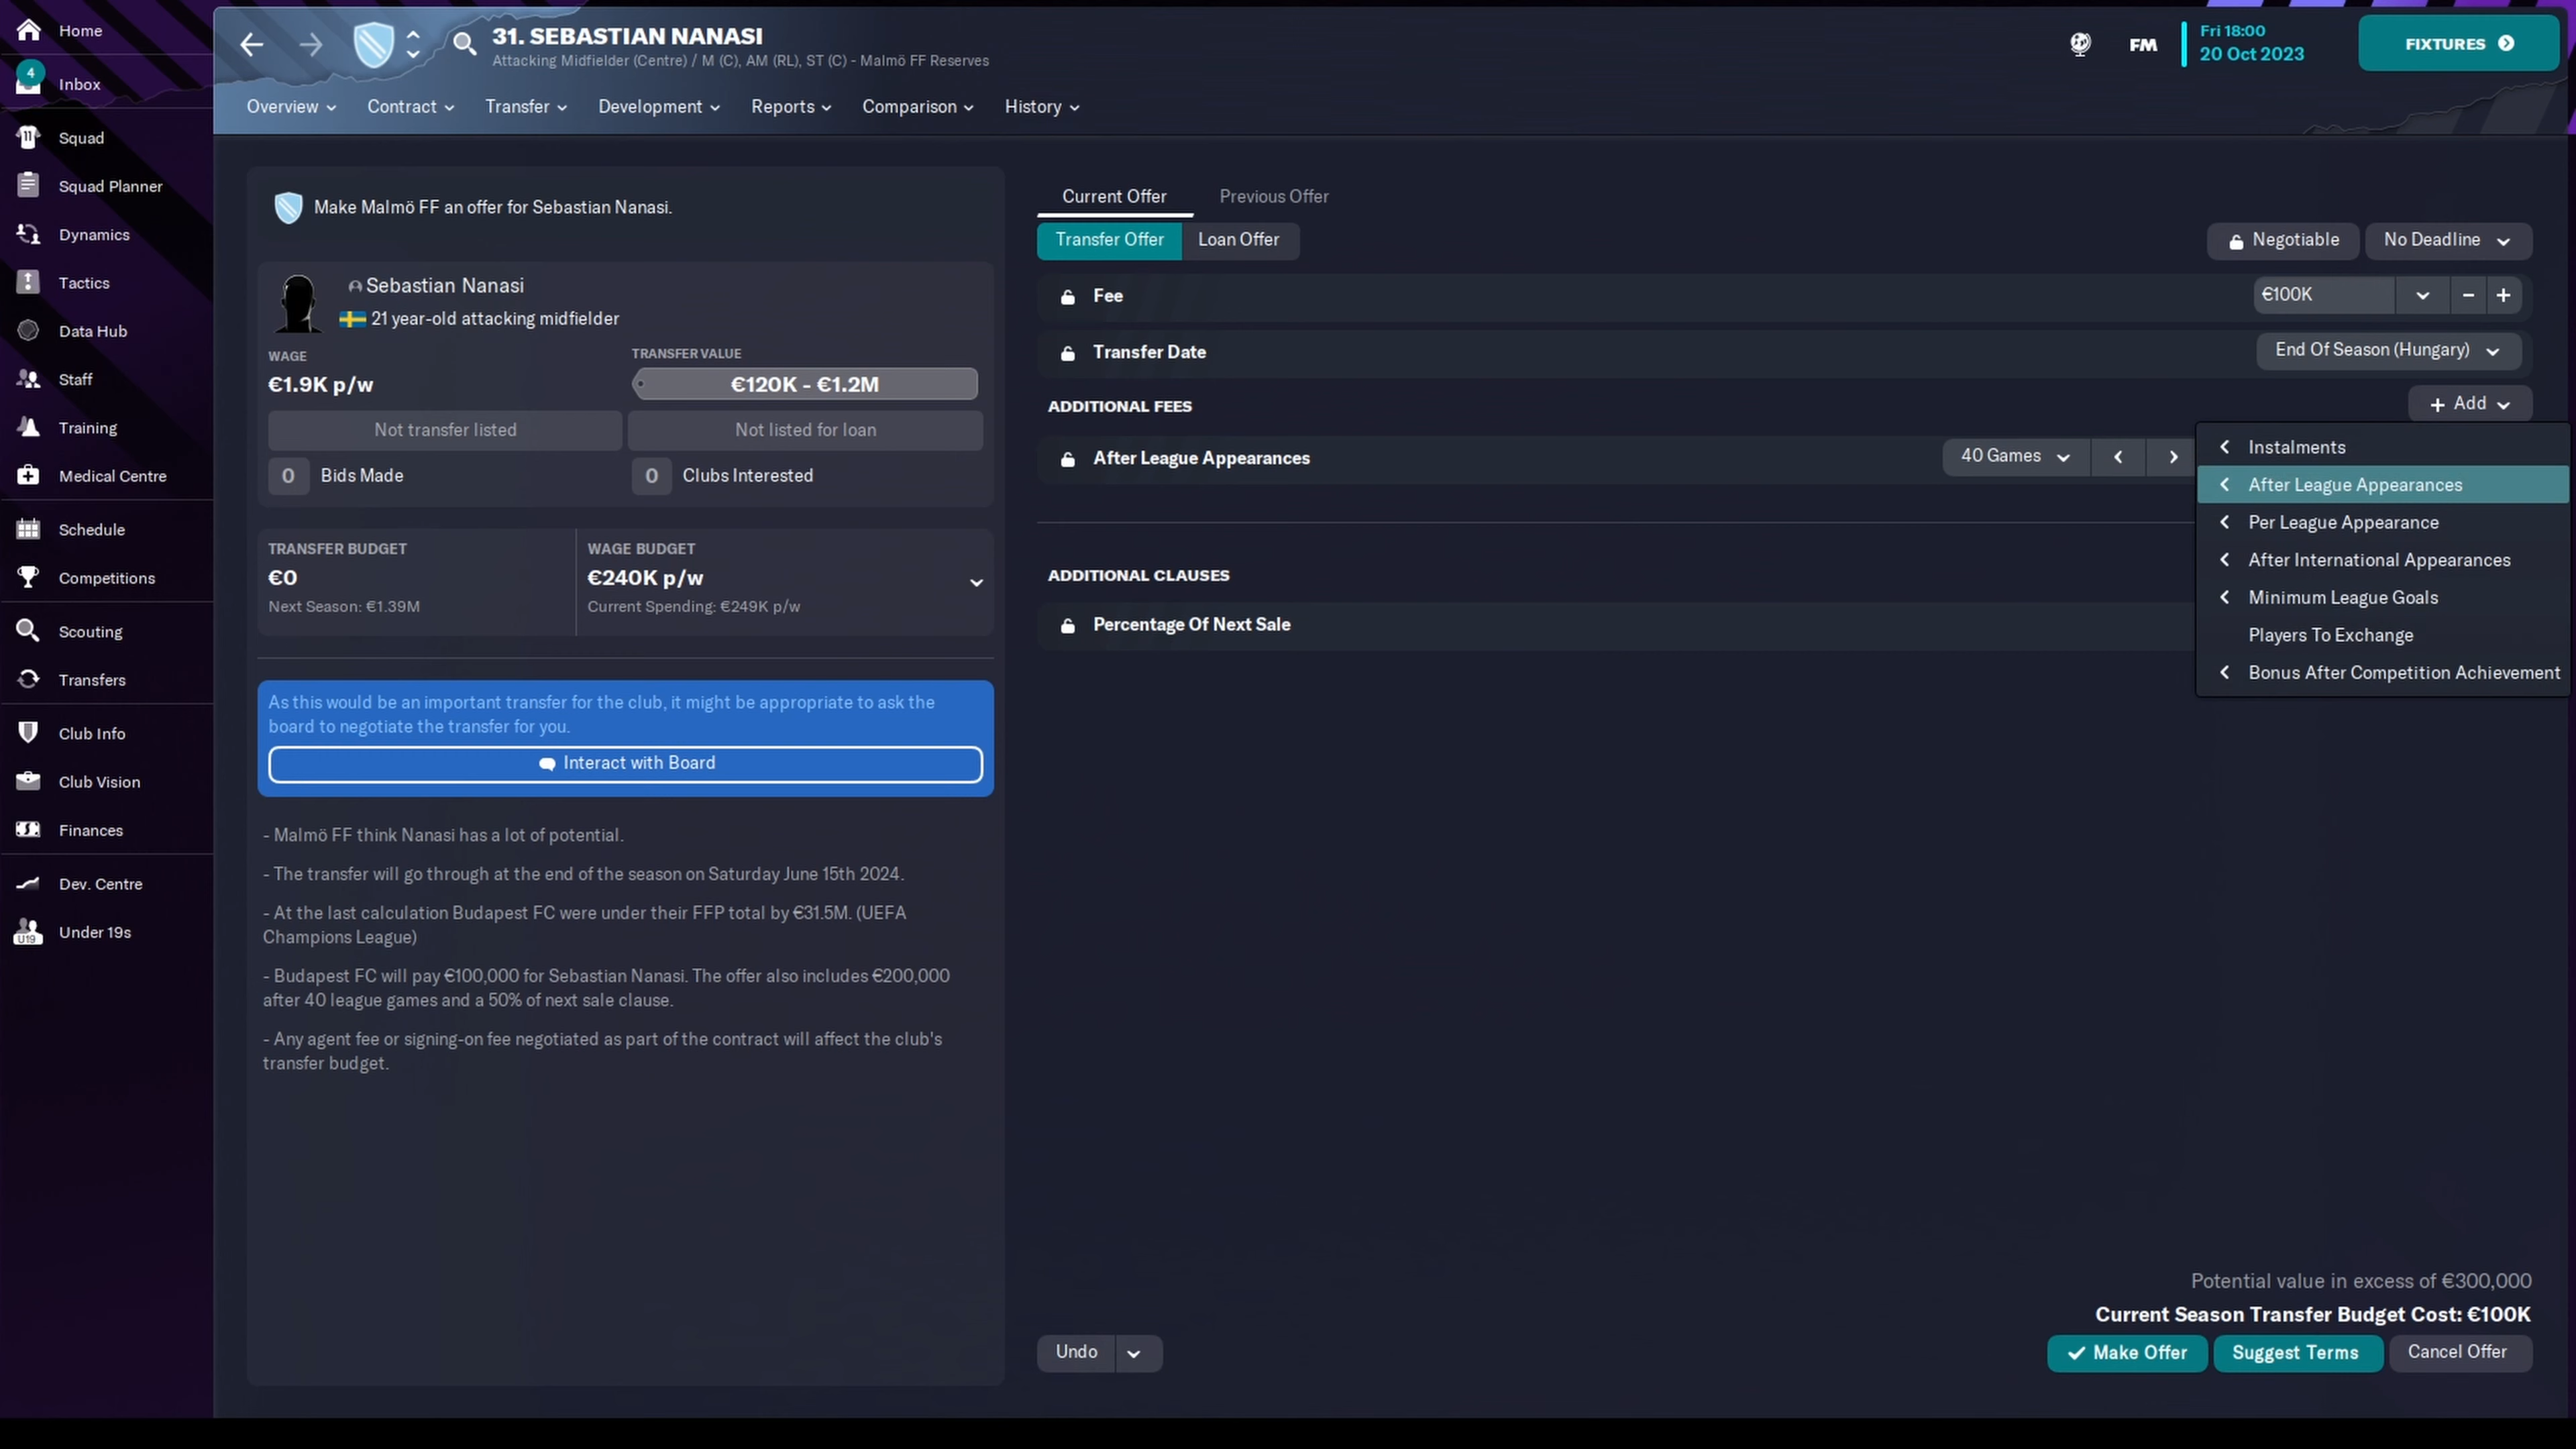 Home
4
Inbox
11
Squad
Squad Planner
Dynamics
Tactics
Data Hub
Staff
Training
Medical Centre
Schedule
Competitions
Scouting
Transfers
Club Info
Club Vision
Finances
Dev. Centre
U19
Under 19s
31. SEBASTIAN NANASI
Attacking Midfielder (Centre) / M (C), AM (RL), ST (C) - Malmö FF Reserves
FM
Fri 18:00
20 Oct 2023
FIXTURES
Overview
Contract
Transfer
Development
Reports
Comparison
History
Make Malmö FF an offer for Sebastian Nanasi.
Sebastian Nanasi
21 year-old attacking midfielder
WAGE
TRANSFER VALUE
€1.9K p/w
€120K - €1.2M
Not transfer listed
Not listed for loan
0 Bids Made
0 Clubs Interested
TRANSFER BUDGET
€0
Next Season: €1.39M
WAGE BUDGET
€240K p/w
Current Spending: €249K p/w
As this would be an important transfer for the club, it might be appropriate to ask the
board to negotiate the transfer for you.
Interact with Board
- Malmö FF think Nanasi has a lot of potential.
- The transfer will go through at the end of the season on Saturday June 15th 2024.
- At the last calculation Budapest FC were under their FFP total by €31.5M. (UEFA
Champions League)
- Budapest FC will pay €100,000 for Sebastian Nanasi. The offer also includes €200,000
after 40 league games and a 50% of next sale clause.
- Any agent fee or signing-on fee negotiated as part of the contract will affect the club's
transfer budget.
Current Offer
Previous Offer
Transfer Offer
Loan Offer
Negotiable
No Deadline
Fee
€100K
Transfer Date
End Of Season (Hungary)
ADDITIONAL FEES
+ Add
After League Appearances
40 Games
Instalments
After League Appearances
Per League Appearance
After International Appearances
Minimum League Goals
Players To Exchange
Bonus After Competition Achievement
ADDITIONAL CLAUSES
Percentage Of Next Sale
Potential value in excess of €300,000
Current Season Transfer Budget Cost: €100K
Undo
Make Offer
Suggest Terms
Cancel Offer